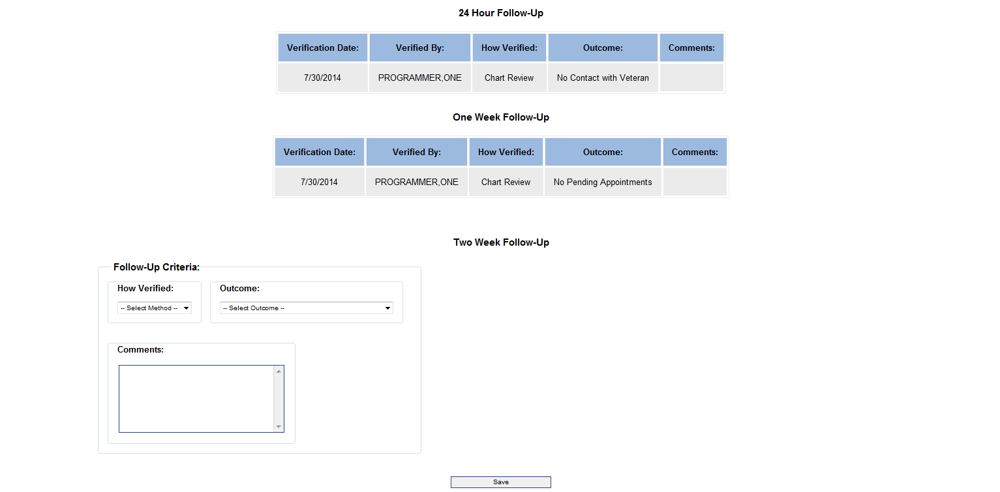 24 Hour Follow-Up
Verification Date: Verified By: How Verified: Outcome: Comments:
7/30/2014 PROGRAMMER,ONE Chart Review No Contact with Veteran
One Week Follow-Up
Verification Date: Verified By: How Verified: Outcome: Comments:
7/30/2014 PROGRAMMER,ONE Chart Review No Pending Appointments
Two Week Follow-Up
Follow-Up Criteria:
How Verified: Outcome:
-- Select Method -- -- Select Outcome --
Comments:
Save